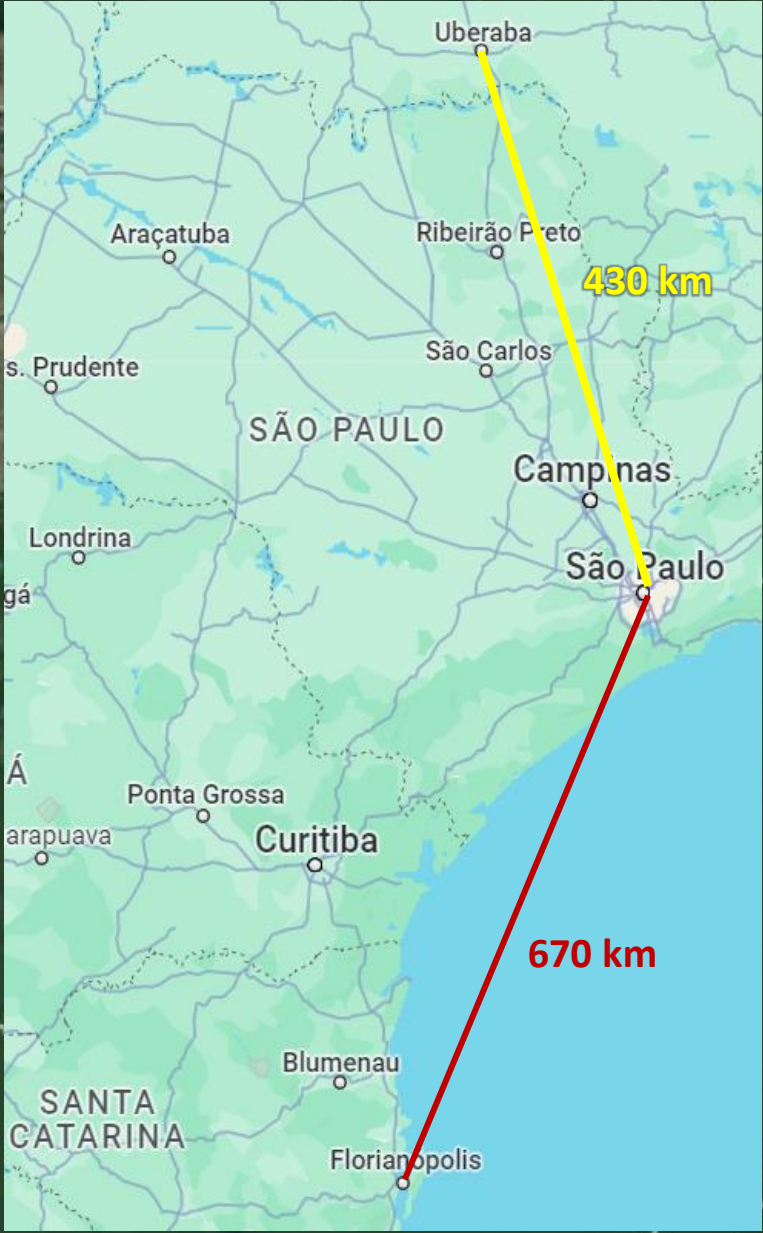 Uberaba
Araçatuba
Ribeirão Preto
430 km
São Carlos
s. Prudente
SÃO PAULO
Campinas
Londrina
São Paulo
gá
Á
Ponta Grossa
arapuava
Curitiba
670 km
Blumenau
SANTA
CATARINA
Florianopolis